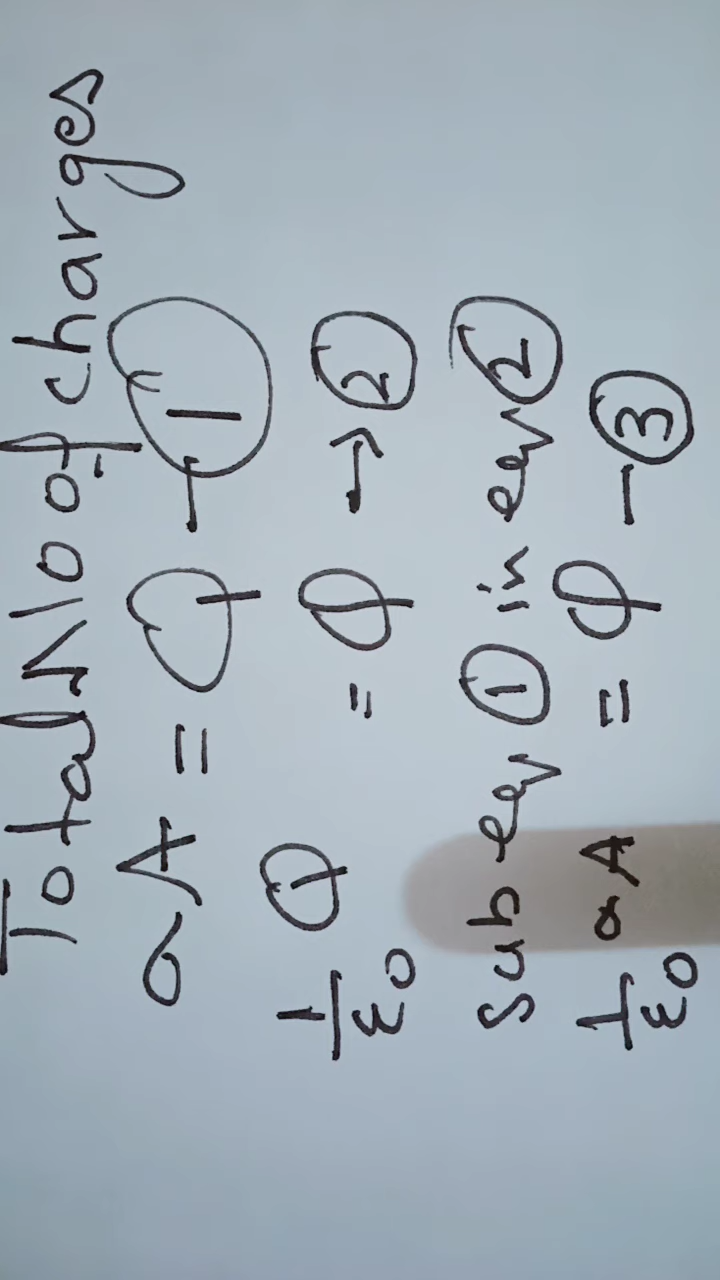 Total No of charges
σA = Q - ①
1/ε0 Q = φ → ②
Sub eq ① in eq ②
1/ε0 σA = φ - ③